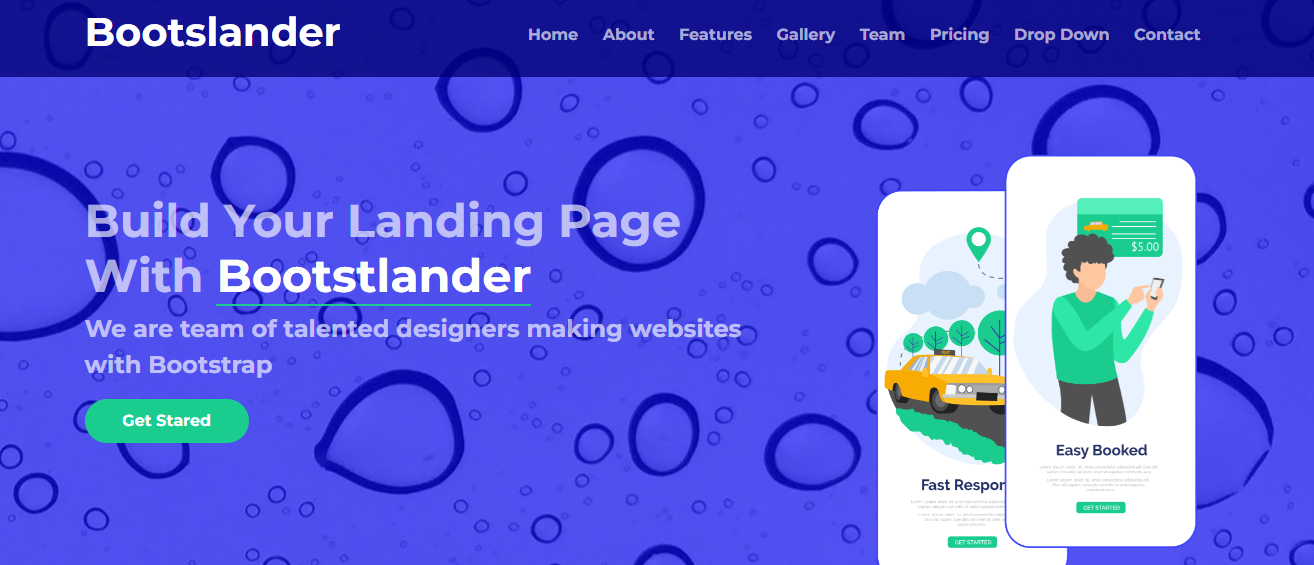 Bootslander
Home About Features Gallery Team Pricing Drop Down Contact
Build Your Landing Page
With Bootstlander
We are team of talented designers making websites
with Bootstrap
Get Stared
$5.00
TAXI
Easy Booked
GET STARTED
Fast Respon
GET STARTED